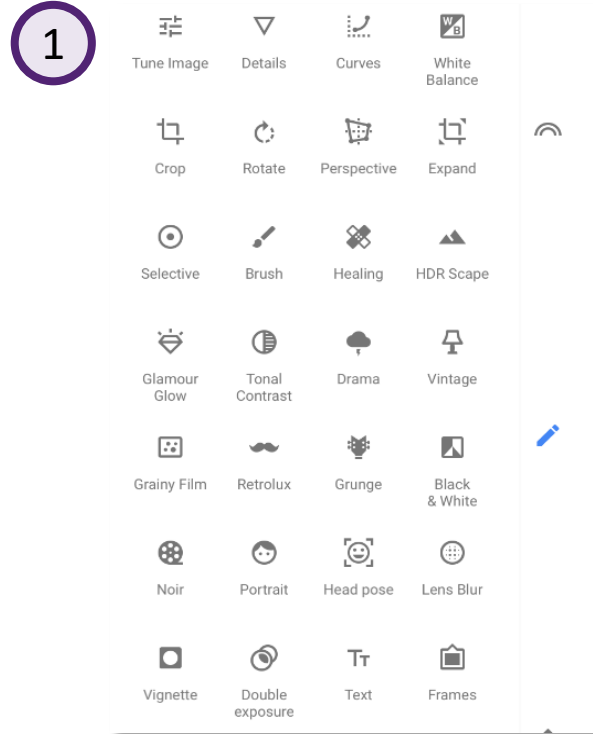 1
Tune Image Details Curves White
Balance
Crop Rotate Perspective Expand
Selective Brush Healing HDR Scape
Glamour Tonal Drama Vintage
Glow Contrast
Grainy Film Retrolux Grunge Black
& White
Noir Portrait Head pose Lens Blur
Vignette Double Text Frames
exposure